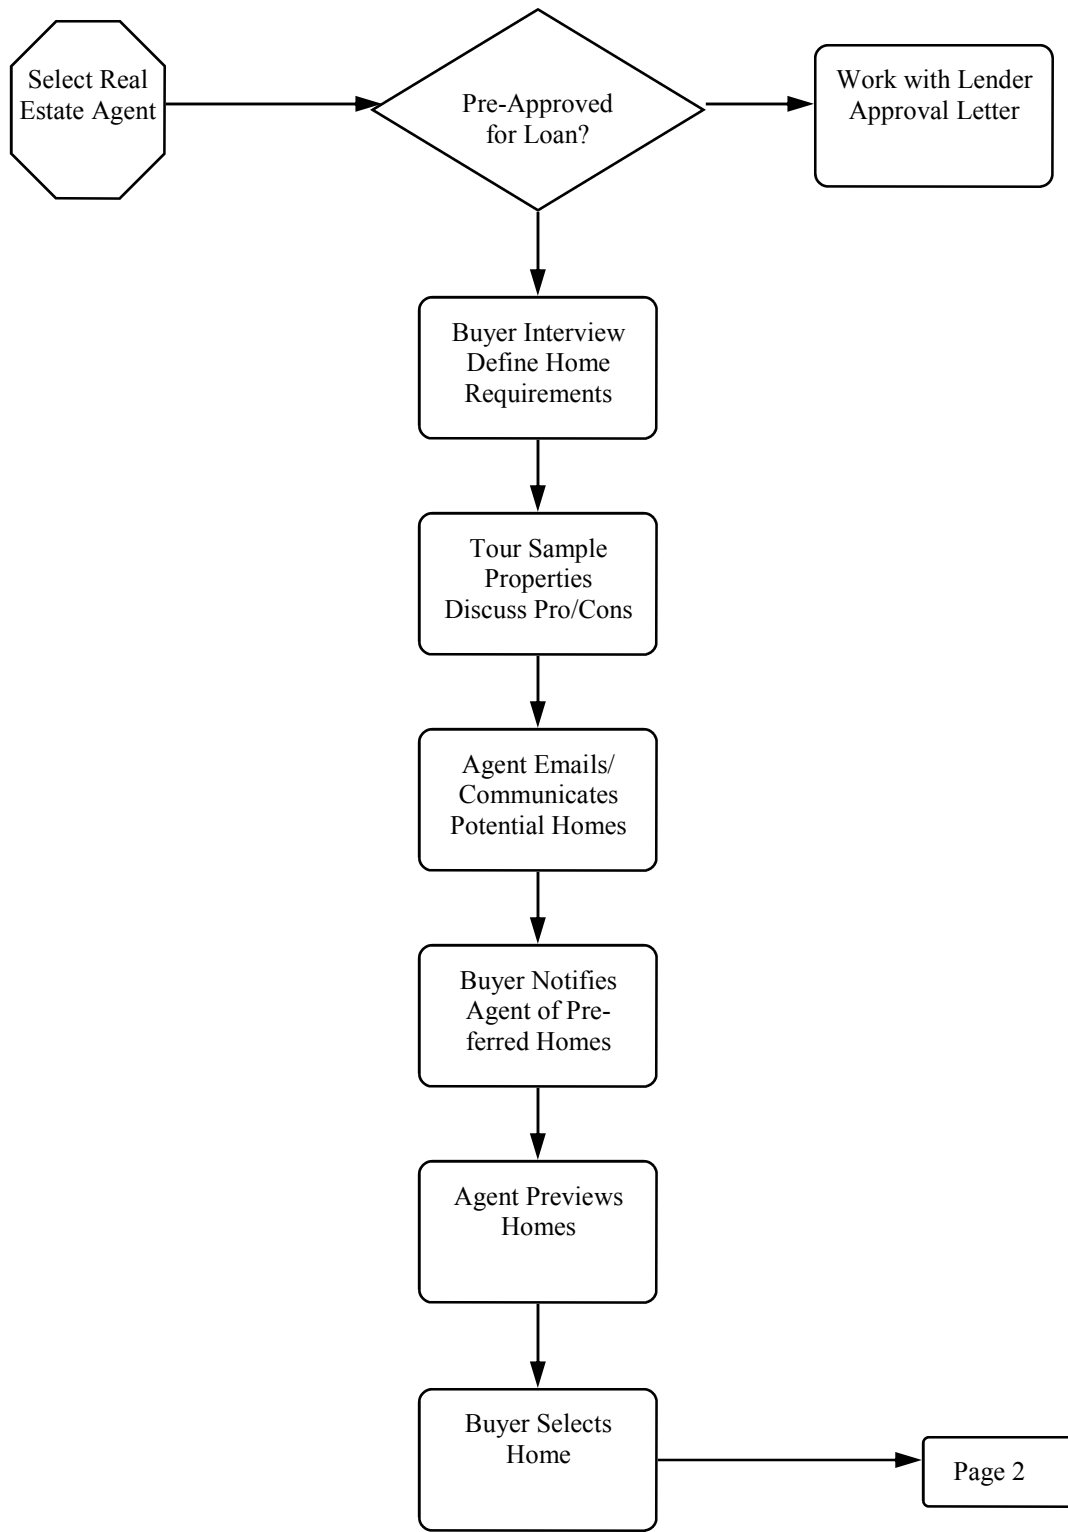 Select Real
Estate Agent
Pre-Approved
for Loan?
Work with Lender
Approval Letter
Buyer Interview
Define Home
Requirements
Tour Sample
Properties
Discuss Pro/Cons
Agent Emails/
Communicates
Potential Homes
Buyer Notifies
Agent of Pre-
ferred Homes
Agent Previews
Homes
Buyer Selects
Home
Page 2